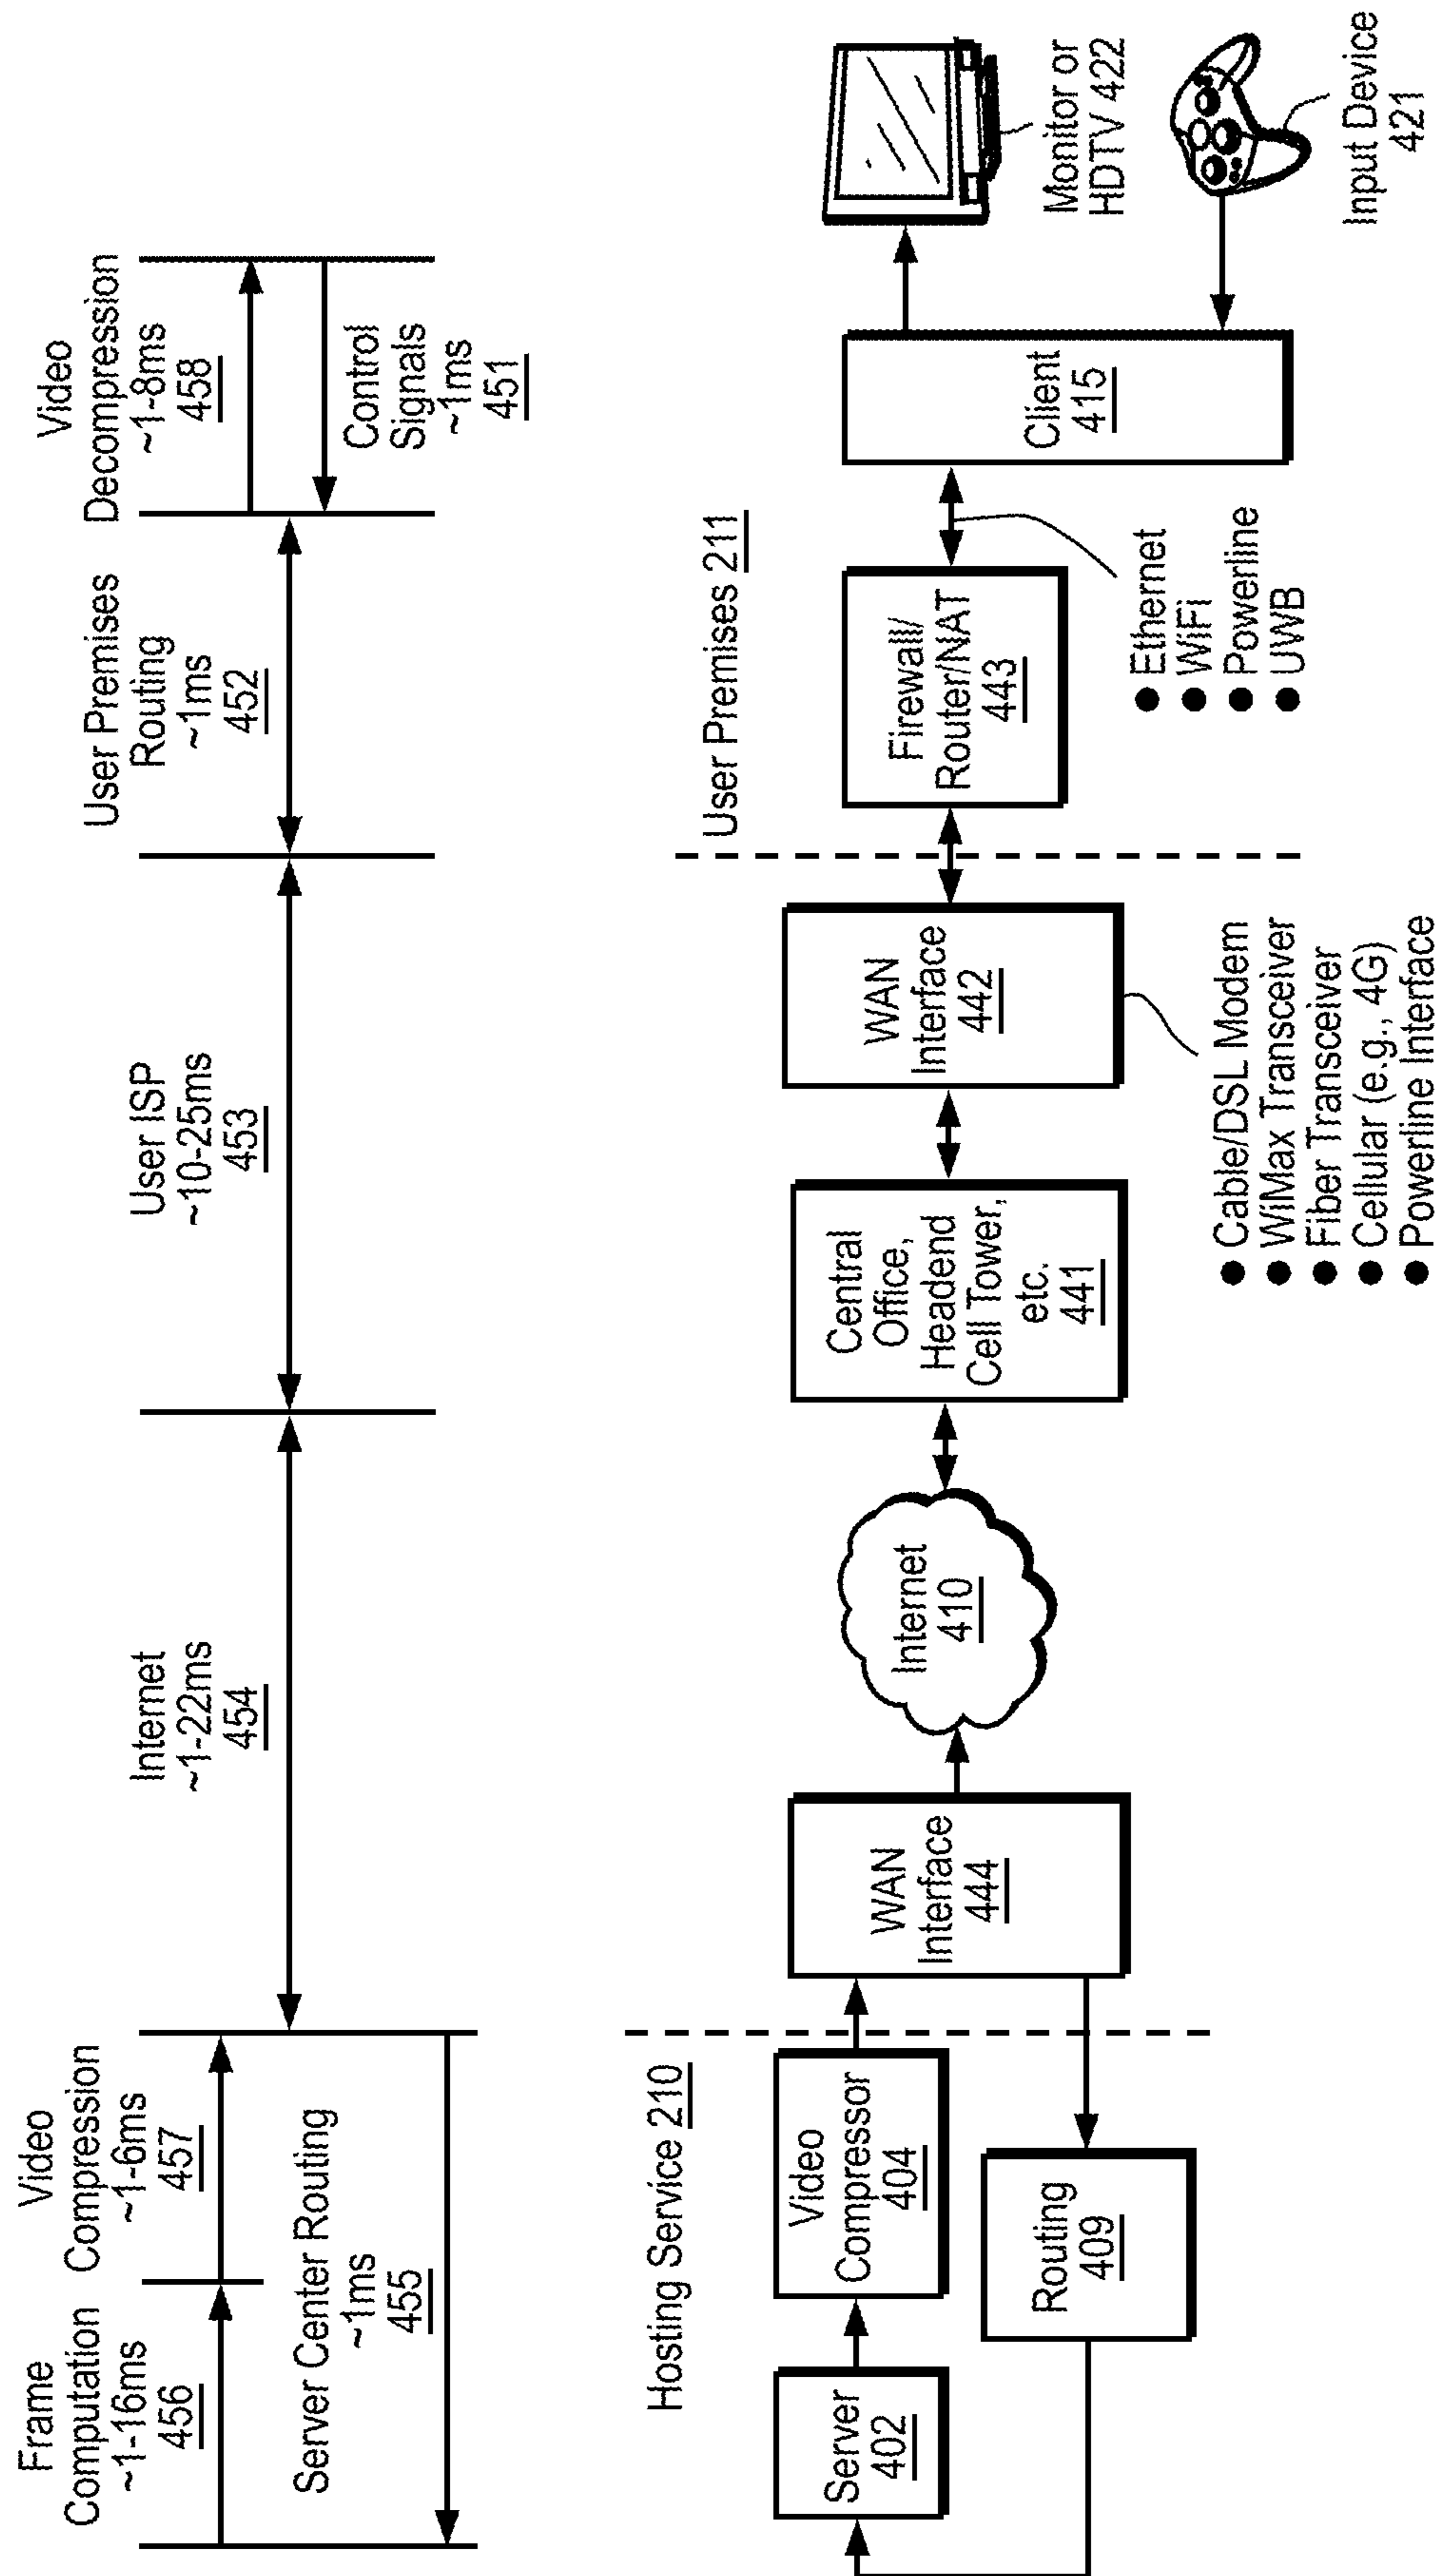 Frame
Computation
~1-16ms
456
Video
Compression
~1-6ms
457
Server Center Routing
~1ms
455
Internet
~1-22ms
454
User ISP
~10-25ms
453
User Premises
Routing
~1ms
452
Video
Decompression
~1-8ms
458
Control
Signals
~1ms
451
Hosting Service 210
Server
402
Video
Compressor
404
Routing
409
WAN
Interface
444
Internet
410
Central
Office,
Headend
Cell Tower,
etc.
441
WAN
Interface
442
● Cable/DSL Modem
● WiMax Transceiver
● Fiber Transceiver
● Cellular (e.g., 4G)
● Powerline Interface
User Premises 211
Firewall/
Router/NAT
443
● Ethernet
● WiFi
● Powerline
● UWB
Client
415
Monitor or
HDTV 422
Input Device
421